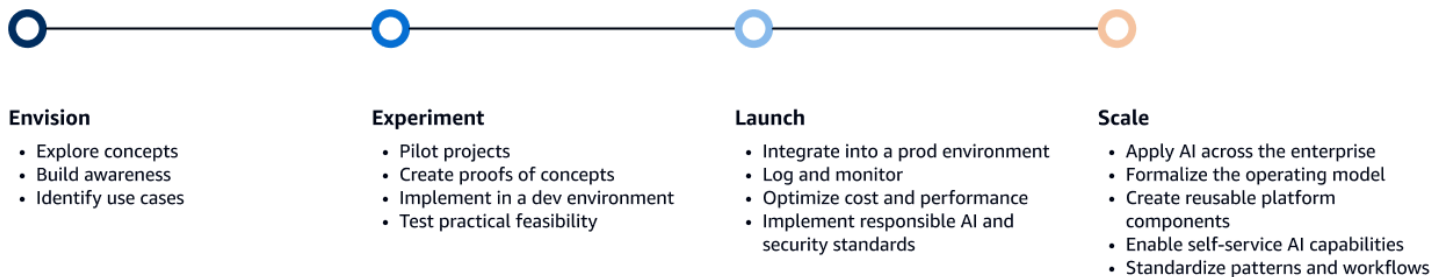 Envision
• Explore concepts
• Build awareness
• Identify use cases
Experiment
• Pilot projects
• Create proofs of concepts
• Implement in a dev environment
• Test practical feasibility
Launch
• Integrate into a prod environment
• Log and monitor
• Optimize cost and performance
• Implement responsible AI and
security standards
Scale
• Apply AI across the enterprise
• Formalize the operating model
• Create reusable platform
components
• Enable self-service AI capabilities
• Standardize patterns and workflows